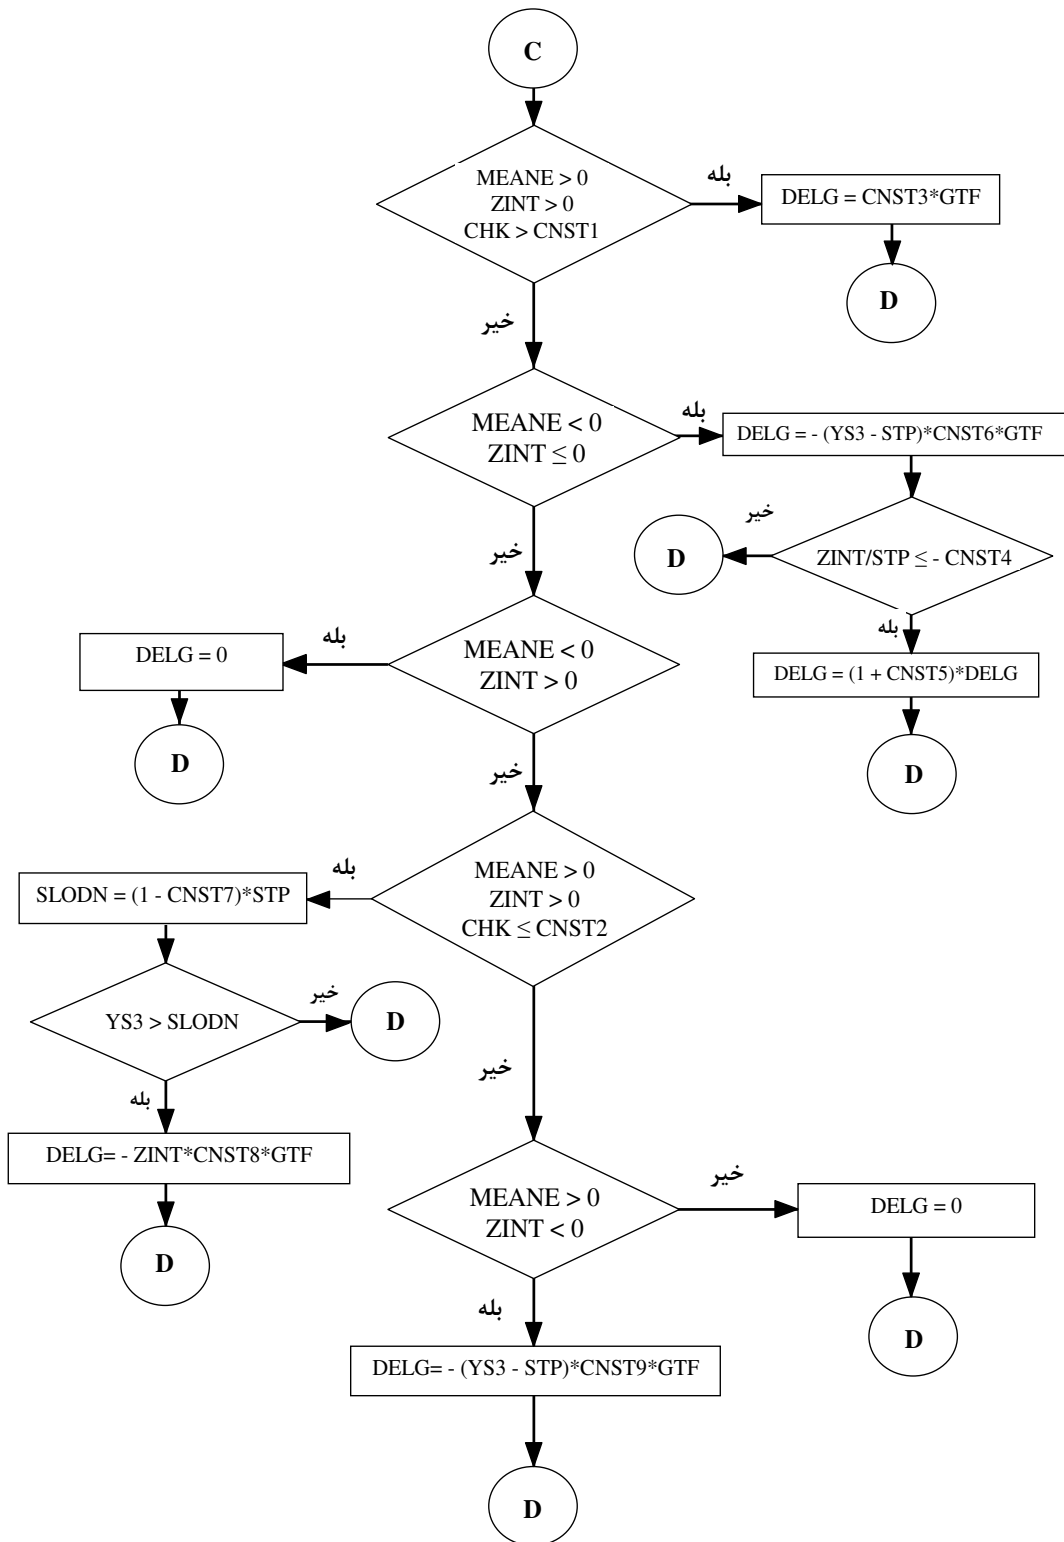 C
MEANE > 0
ZINT > 0
CHK > CNST1
بله
DELG = CNST3*GTF
D
خیر
MEANE < 0
ZINT ≤ 0
بله
DELG = - (YS3 - STP)*CNST6*GTF
خیر
D
ZINT/STP ≤ - CNST4
بله
DELG = (1 + CNST5)*DELG
D
خیر
MEANE < 0
ZINT > 0
بله
DELG = 0
D
خیر
MEANE > 0
ZINT > 0
CHK ≤ CNST2
بله
SLODN = (1 - CNST7)*STP
YS3 > SLODN
خیر
D
بله
DELG= - ZINT*CNST8*GTF
D
خیر
MEANE > 0
ZINT < 0
خیر
DELG = 0
D
بله
DELG= - (YS3 - STP)*CNST9*GTF
D